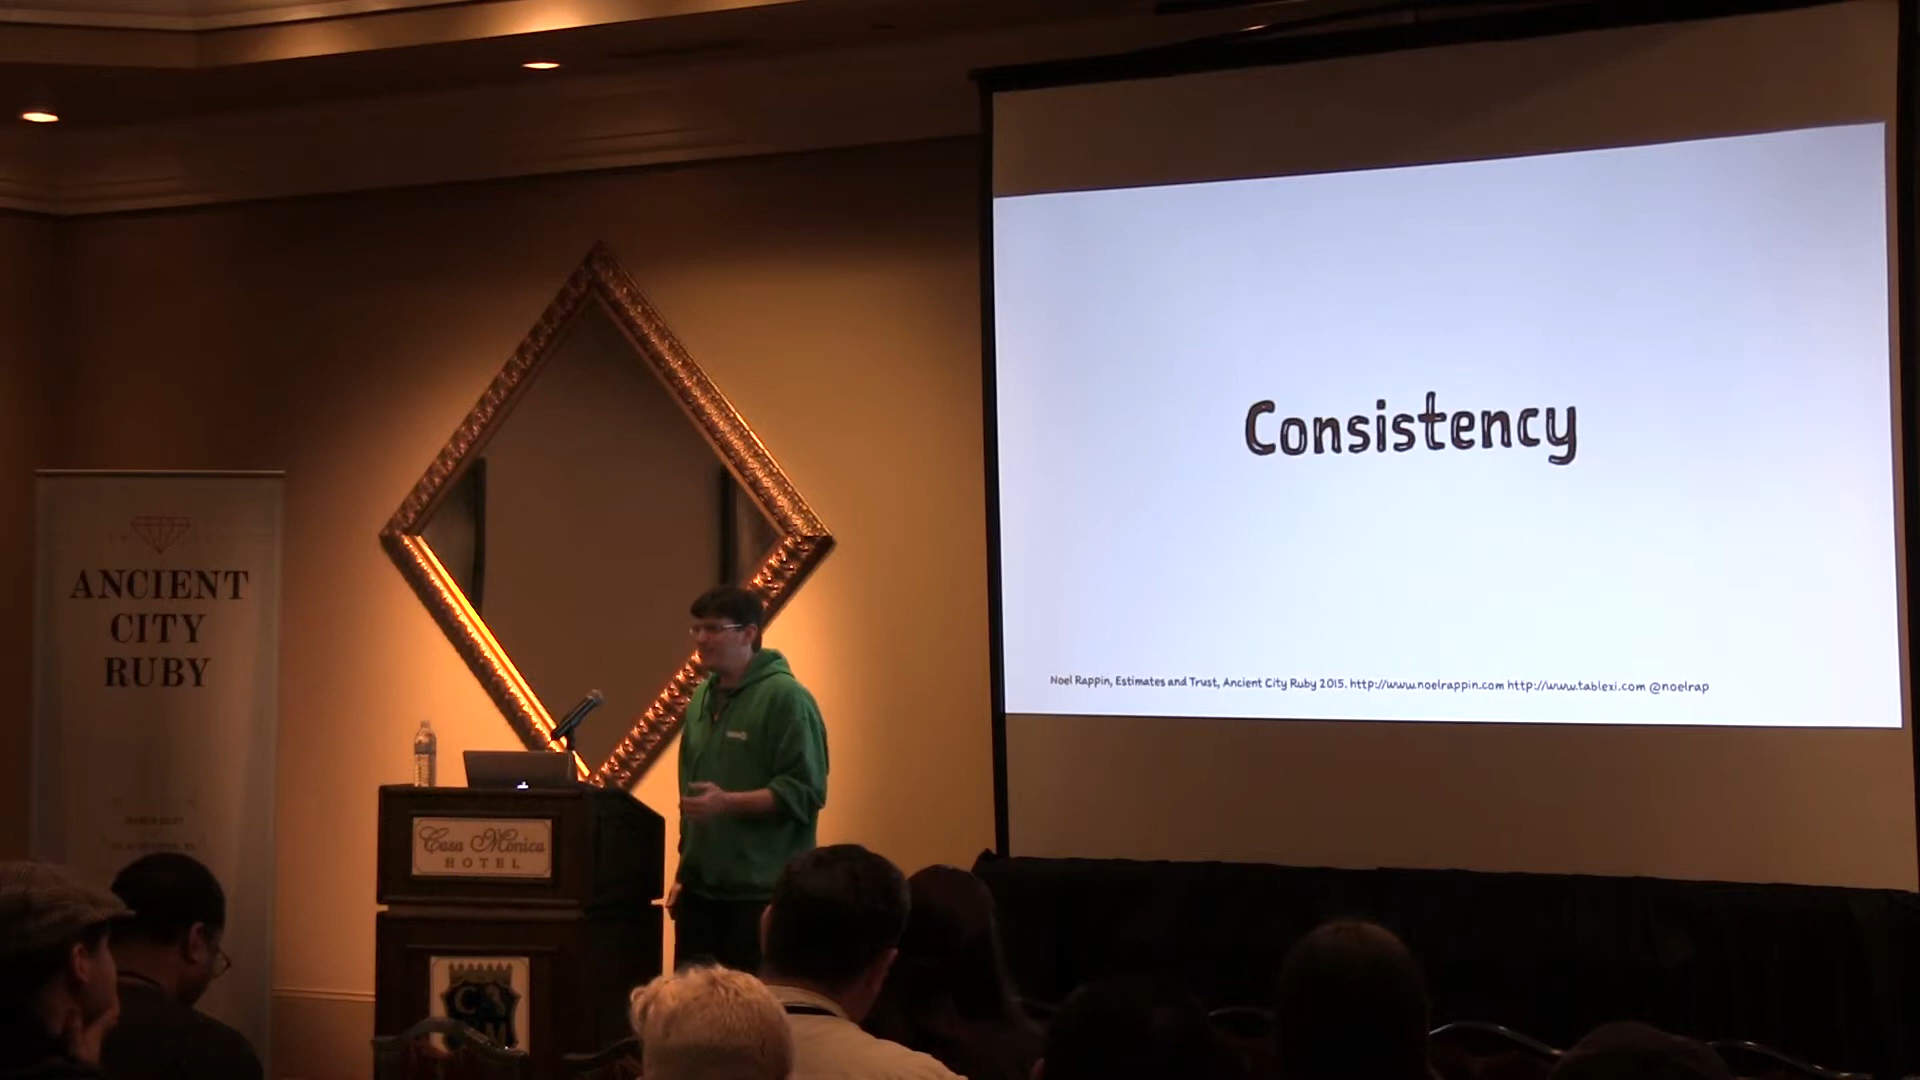 Consistency
Noel Rappin, Estimates and Trust, Ancient City Ruby 2015. http://www.noelrappin.com http://www.tablexi.com @noelrap
ANCIENT
CITY
RUBY
Casa Monica
HOTEL